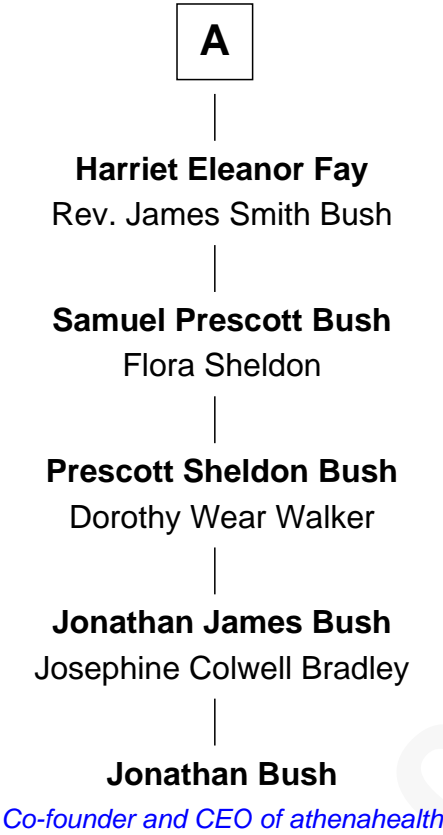 A
Harriet Eleanor Fay
Rev. James Smith Bush
Samuel Prescott Bush
Flora Sheldon
Prescott Sheldon Bush
Dorothy Wear Walker
Jonathan James Bush
Josephine Colwell Bradley
Jonathan Bush
Co-founder and CEO of athenahealth